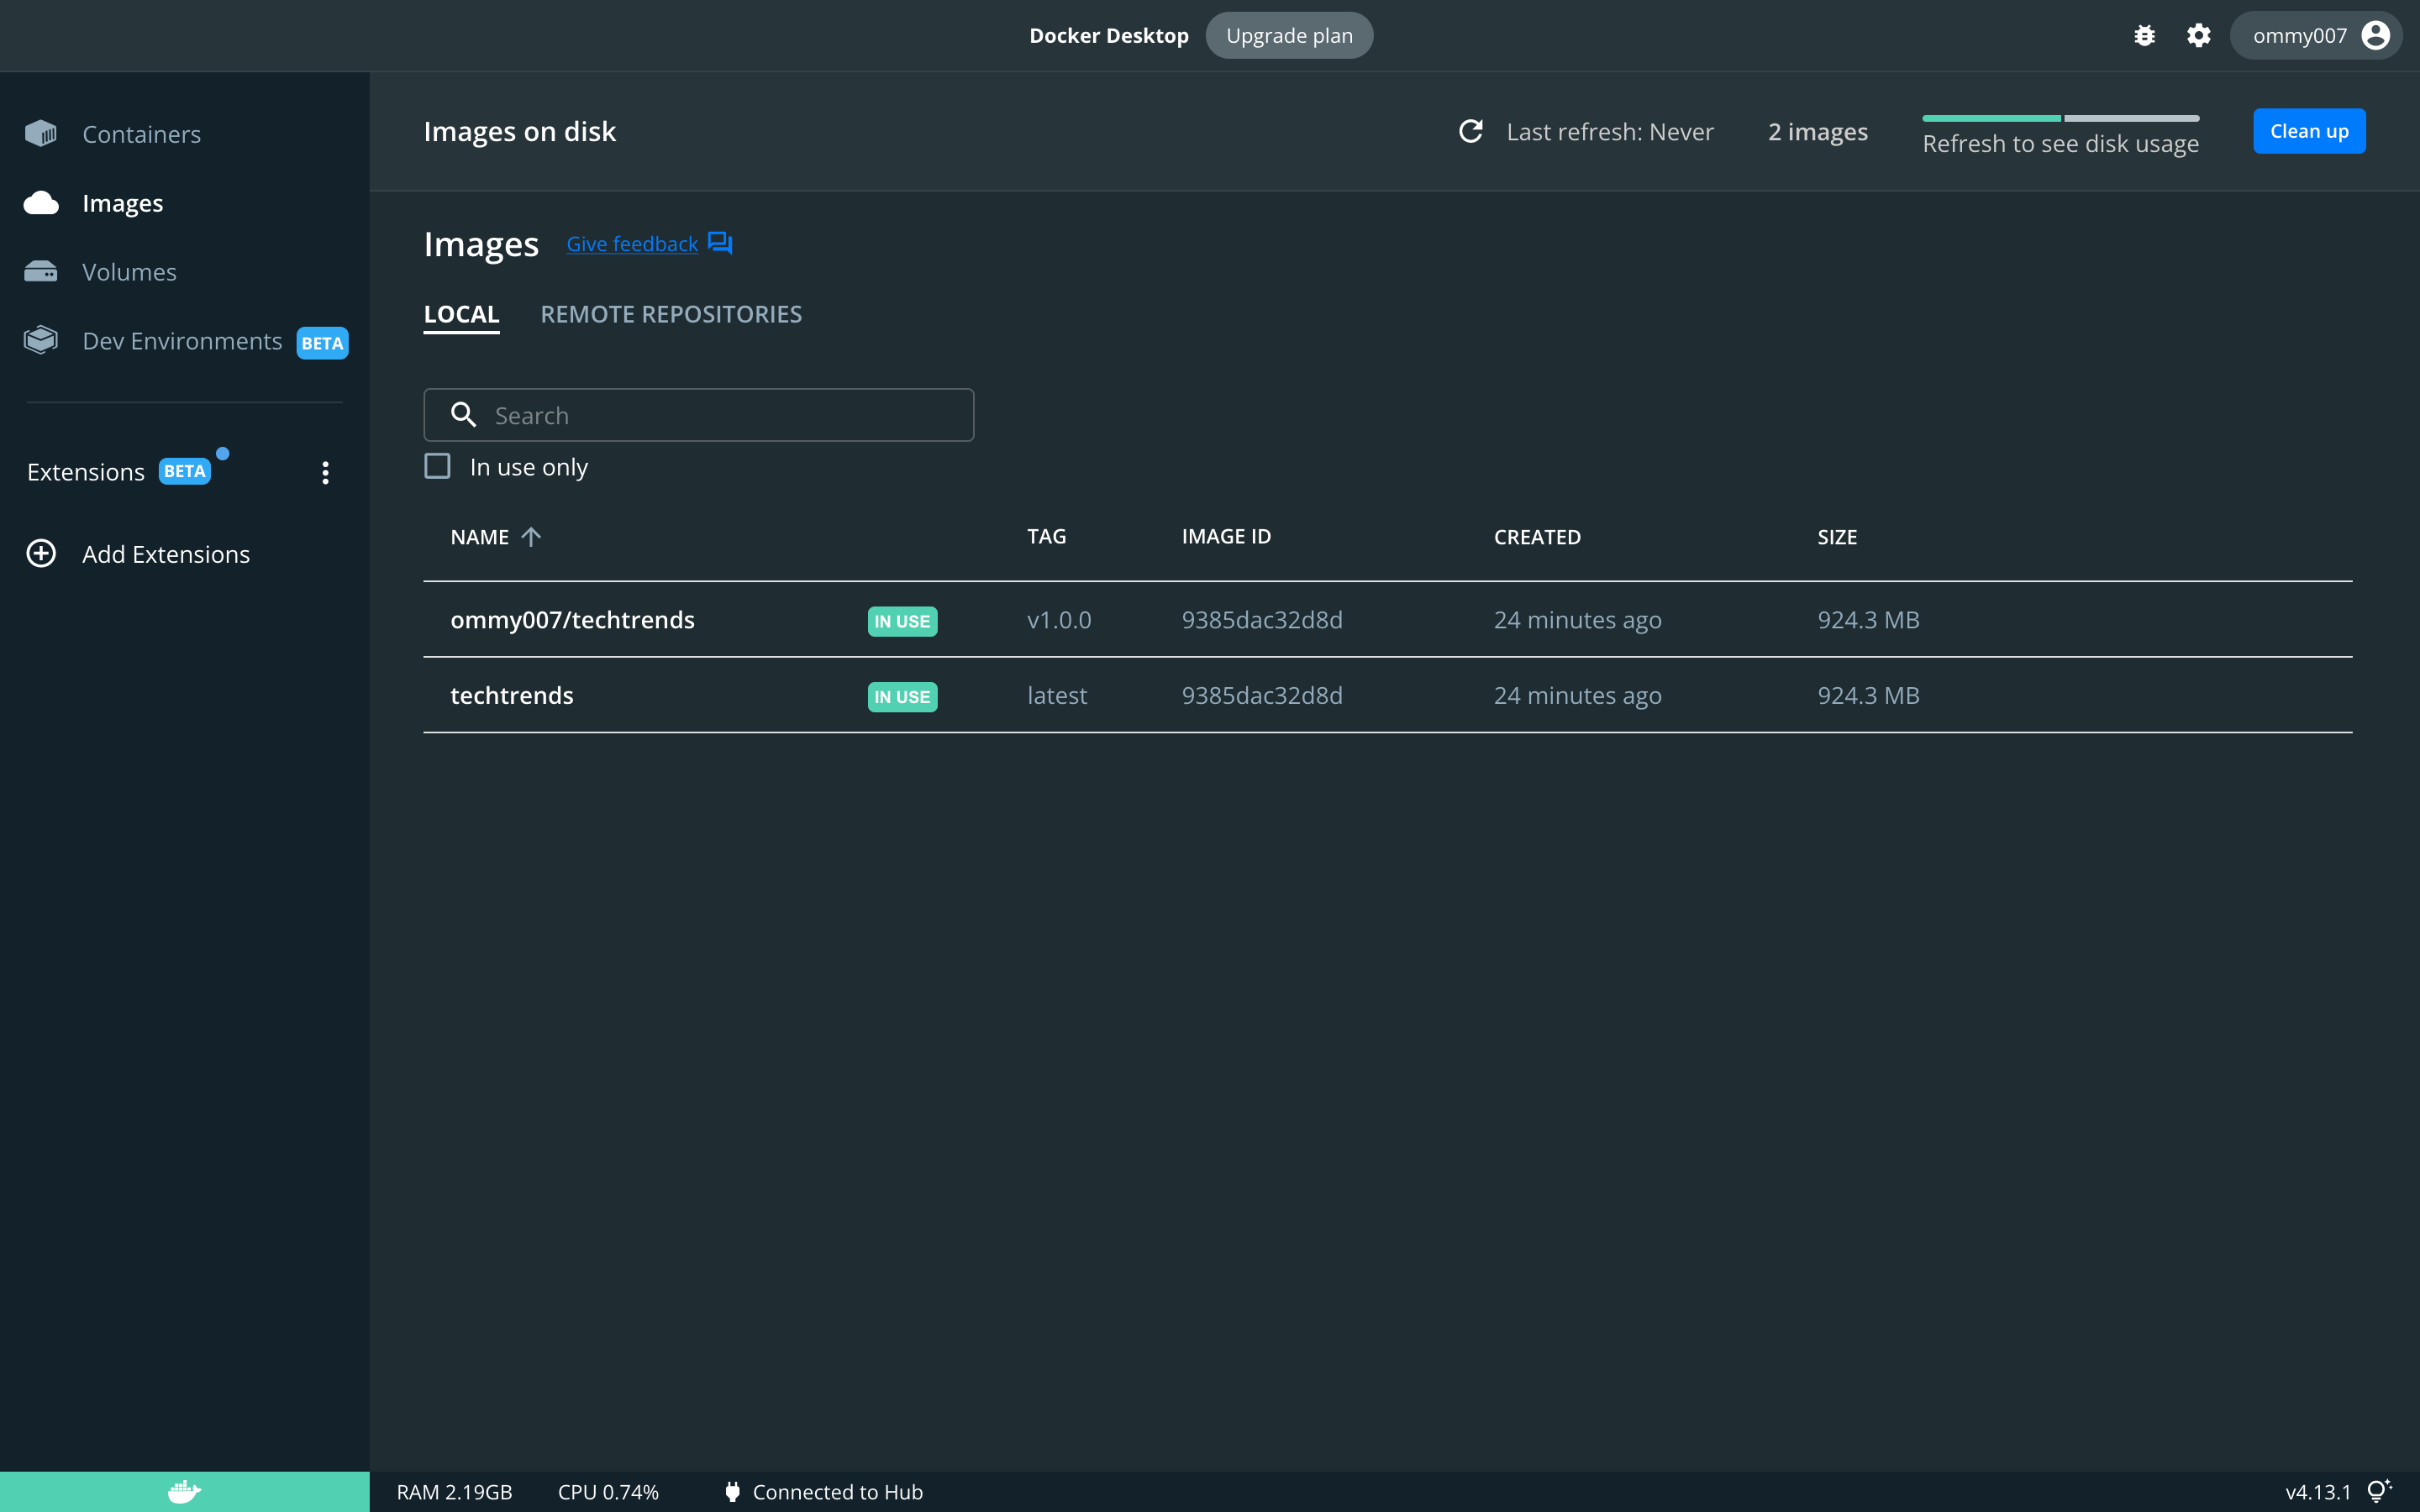 Docker Desktop Upgrade plan ommy007
Containers
Images
Volumes
Dev Environments BETA
Extensions BETA
Add Extensions
Images on disk Last refresh: Never 2 images Refresh to see disk usage Clean up
Images Give feedback
LOCAL REMOTE REPOSITORIES
Search
In use only
NAME TAG IMAGE ID CREATED SIZE
ommy007/techtrends IN USE v1.0.0 9385dac32d8d 24 minutes ago 924.3 MB
techtrends IN USE latest 9385dac32d8d 24 minutes ago 924.3 MB
RAM 2.19GB CPU 0.74% Connected to Hub v4.13.1